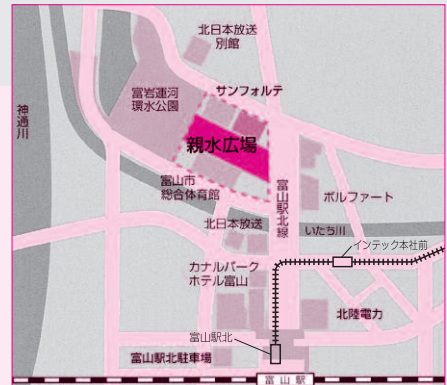 北日本放送
別館
サンフォルテ
富岩運河
環水公園
神通川
親水広場
富山市
総合体育館
富山駅北線
ボルファート
北日本放送
いたち川
インテック本社前
カナルパーク
ホテル富山
北陸電力
富山駅北
富山駅北駐車場
富山駅